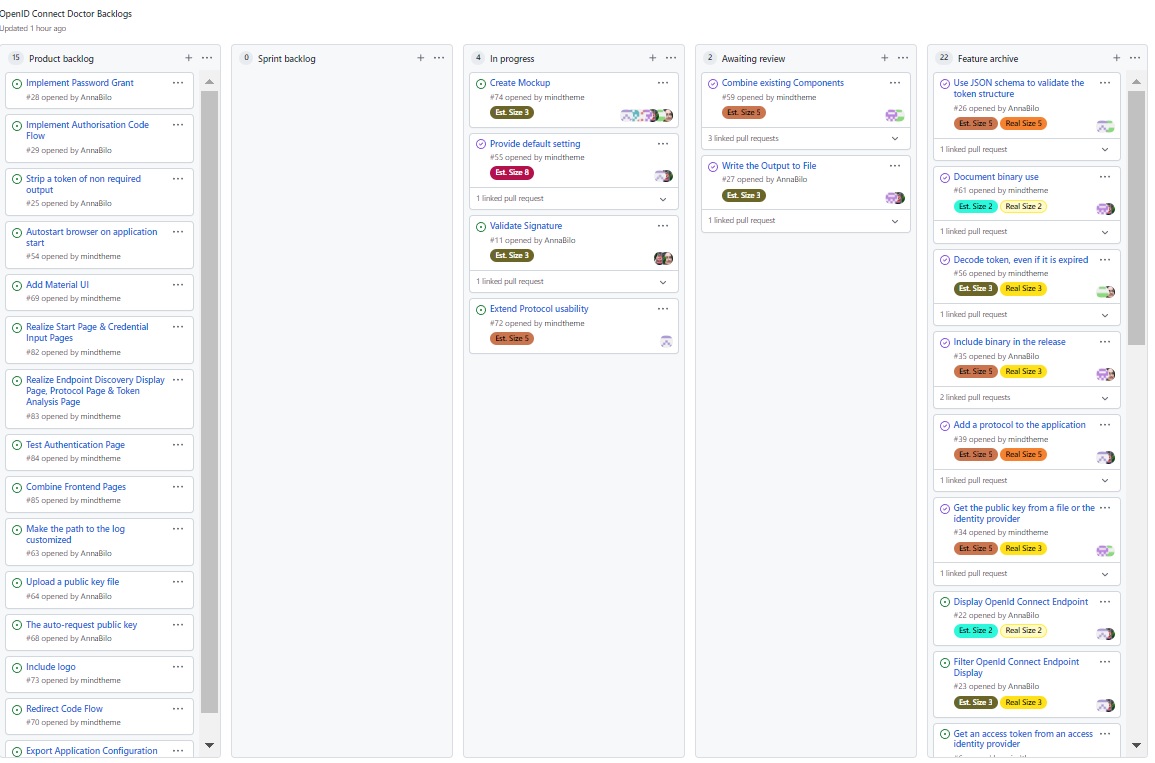 OpenID Connect Doctor Backlogs
Updated 1 hour ago
15 Product backlog
Implement Password Grant
#28 opened by AnnaBilo
Implement Authorisation Code
Flow
#29 opened by AnnaBilo
Strip a token of non required
output
#25 opened by AnnaBilo
Autostart browser on application
start
#54 opened by mindtheme
Add Material UI
#69 opened by mindtheme
Realize Start Page & Credential
Input Pages
#82 opened by mindtheme
Realize Endpoint Discovery Display
Page, Protocol Page & Token
Analysis Page
#83 opened by mindtheme
Test Authentication Page
#84 opened by mindtheme
Combine Frontend Pages
#85 opened by mindtheme
Make the path to the log
customized
#63 opened by AnnaBilo
Upload a public key file
#64 opened by AnnaBilo
The auto-request public key
#68 opened by AnnaBilo
Include logo
#73 opened by mindtheme
Redirect Code Flow
#70 opened by mindtheme
Export Application Configuration
0 Sprint backlog
4 In progress
Create Mockup
#74 opened by mindtheme
Est. Size 3
Provide default setting
#55 opened by mindtheme
Est. Size 8
1 linked pull request
Validate Signature
#11 opened by AnnaBilo
Est. Size 3
1 linked pull request
Extend Protocol usability
#72 opened by mindtheme
Est. Size 5
2 Awaiting review
Combine existing Components
#59 opened by mindtheme
Est. Size 5
3 linked pull requests
Write the Output to File
#27 opened by AnnaBilo
Est. Size 3
1 linked pull request
22 Feature archive
Use JSON schema to validate the
token structure
#26 opened by AnnaBilo
Est. Size 5 Real Size 5
1 linked pull request
Document binary use
#61 opened by mindtheme
Est. Size 2 Real Size 2
1 linked pull request
Decode token, even if it is expired
#56 opened by mindtheme
Est. Size 3 Real Size 3
1 linked pull request
Include binary in the release
#35 opened by AnnaBilo
Est. Size 5 Real Size 3
2 linked pull requests
Add a protocol to the application
#39 opened by mindtheme
Est. Size 5 Real Size 5
1 linked pull request
Get the public key from a file or the
identity provider
#34 opened by mindtheme
Est. Size 5 Real Size 3
1 linked pull request
Display OpenId Connect Endpoint
#22 opened by AnnaBilo
Est. Size 2 Real Size 2
Filter OpenId Connect Endpoint
Display
#23 opened by AnnaBilo
Est. Size 3 Real Size 3
Get an access token from an access
identity provider